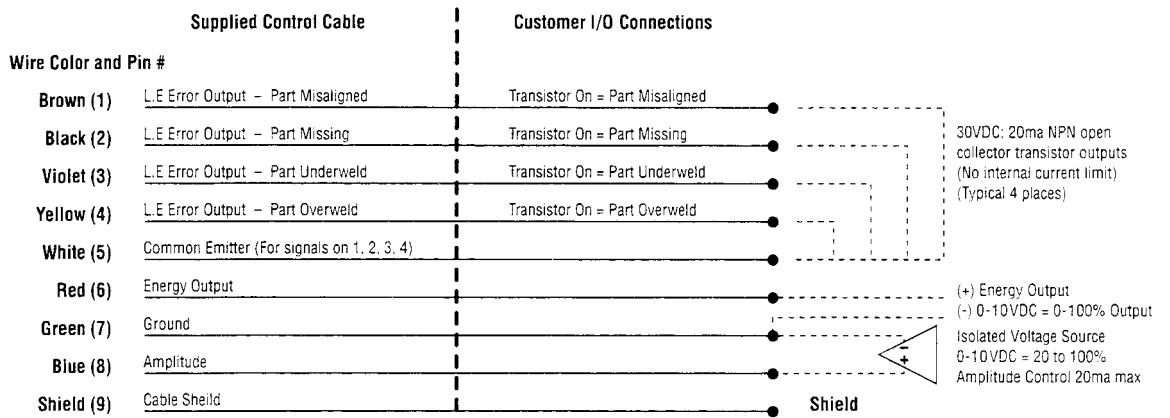 Supplied Control Cable Customer I/O Connections
Wire Color and Pin #
Brown (1) L.E Error Output – Part Misaligned Transistor On = Part Misaligned
Black (2) L.E Error Output – Part Missing Transistor On = Part Missing
Violet (3) L.E Error Output – Part Underweld Transistor On = Part Underweld
Yellow (4) L.E Error Output – Part Overweld Transistor On = Part Overweld
30VDC: 20ma NPN open
collector transistor outputs
(No internal current limit)
(Typical 4 places)
White (5) Common Emitter (For signals on 1, 2, 3, 4)
Red (6) Energy Output
(+) Energy Output
(-) 0-10VDC = 0-100% Output
Green (7) Ground
Isolated Voltage Source
0-10VDC = 20 to 100%
Amplitude Control 20ma max
– 
+
Blue (8) Amplitude
Shield (9) Cable Sheild Shield